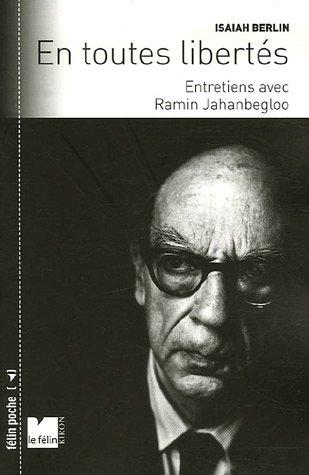 ISAIAH BERLIN
En toutes libertés
Entretiens avec
Ramin Jahanbegloo
félin poche
le félin
KIRON